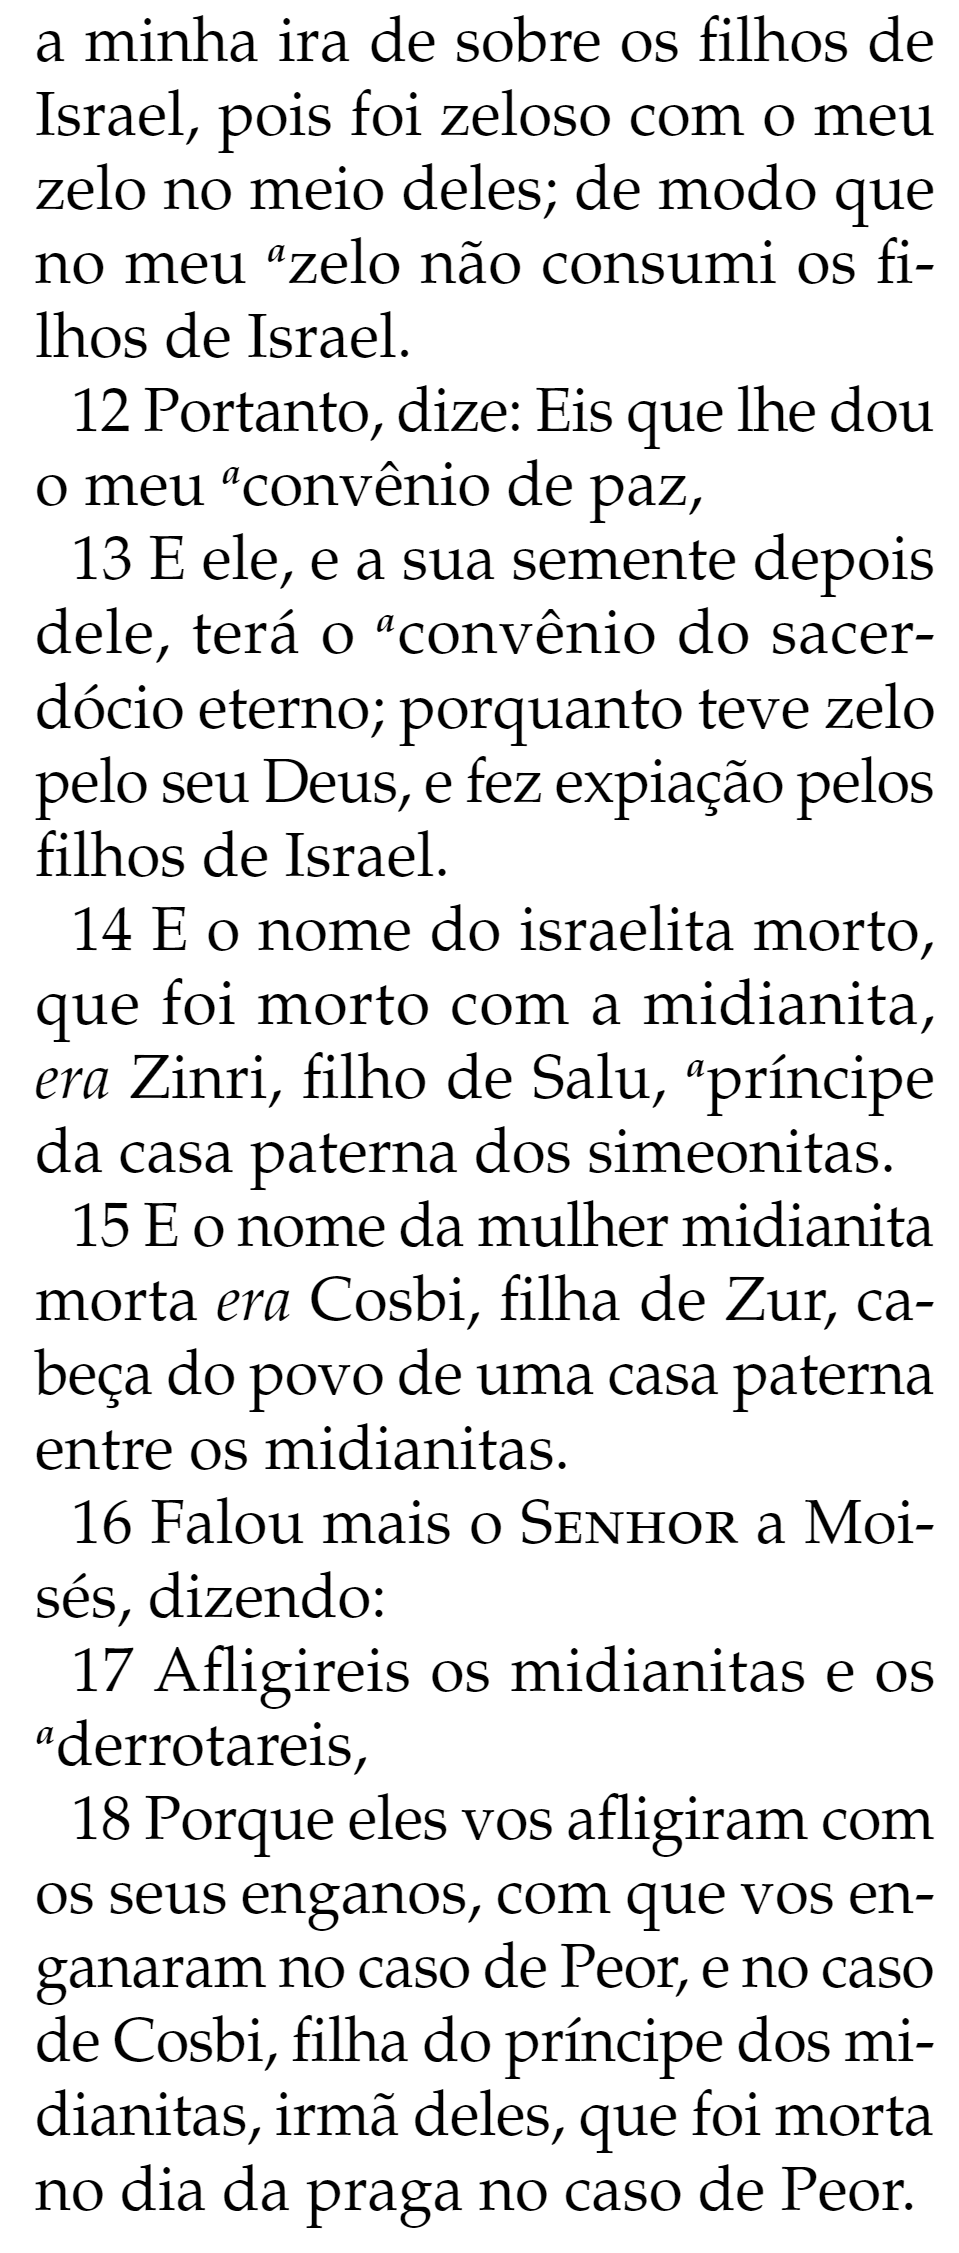 a minha ira de sobre os filhos de
Israel, pois foi zeloso com o meu
zelo no meio deles; de modo que
no meu ᵃzelo não consumi os fi-
lhos de Israel.
12 Portanto, dize: Eis que lhe dou
o meu ᵃconvênio de paz,
13 E ele, e a sua semente depois
dele, terá o ᵃconvênio do sacer-
dócio eterno; porquanto teve zelo
pelo seu Deus, e fez expiação pelos
filhos de Israel.
14 E o nome do israelita morto,
que foi morto com a midianita,
era Zinri, filho de Salu, ᵃpríncipe
da casa paterna dos simeonitas.
15 E o nome da mulher midianita
morta era Cosbi, filha de Zur, ca-
beça do povo de uma casa paterna
entre os midianitas.
16 Falou mais o SENHOR a Moi-
sés, dizendo:
17 Afligireis os midianitas e os
ᵃderrotareis,
18 Porque eles vos afligiram com
os seus enganos, com que vos en-
ganaram no caso de Peor, e no caso
de Cosbi, filha do príncipe dos mi-
dianitas, irmã deles, que foi morta
no dia da praga no caso de Peor.